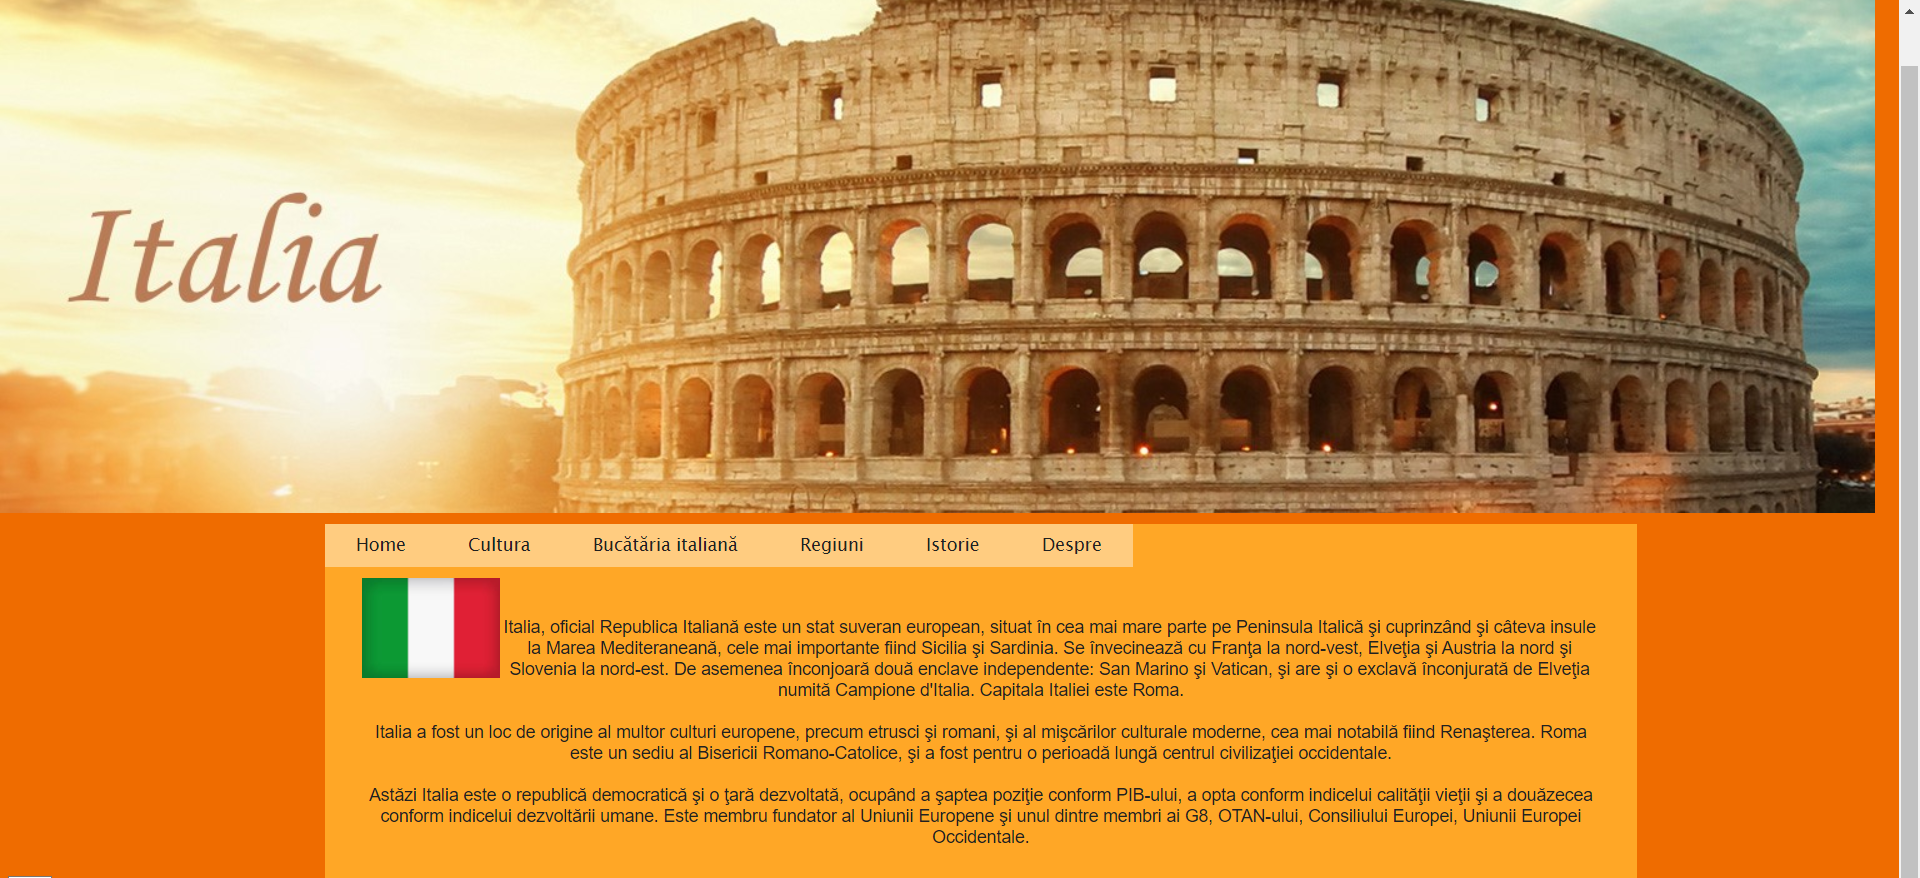 Italia
Home
Cultura
Bucătăria italiană
Regiuni
Istorie
Despre
Italia, oficial Republica Italiană este un stat suveran european, situat în cea mai mare parte pe Peninsula Italică şi cuprinzând şi câteva insule
la Marea Mediteraneană, cele mai importante fiind Sicilia şi Sardinia. Se învecinează cu Franţa la nord-vest, Elveţia şi Austria la nord şi
Slovenia la nord-est. De asemenea înconjoară două enclave independente: San Marino şi Vatican, şi are şi o exclavă înconjurată de Elveţia
numită Campione d'Italia. Capitala Italiei este Roma.
Italia a fost un loc de origine al multor culturi europene, precum etrusci şi romani, şi al mişcărilor culturale moderne, cea mai notabilă fiind Renaşterea. Roma
este un sediu al Bisericii Romano-Catolice, şi a fost pentru o perioadă lungă centrul civilizaţiei occidentale.
Astăzi Italia este o republică democratică şi o ţară dezvoltată, ocupând a şaptea poziţie conform PIB-ului, a opta conform indicelui calităţii vieţii şi a douăzecea
conform indicelui dezvoltării umane. Este membru fundator al Uniunii Europene şi unul dintre membri ai G8, OTAN-ului, Consiliului Europei, Uniunii Europei
Occidentale.